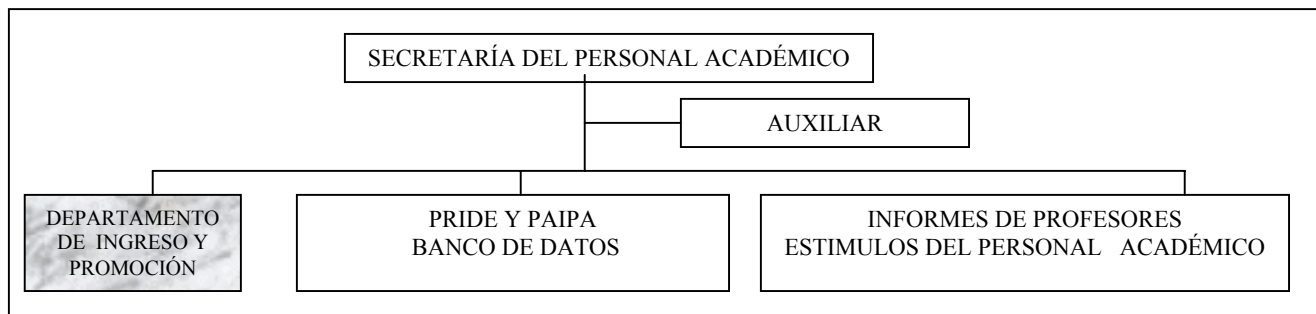 SECRETARÍA DEL PERSONAL ACADÉMICO
AUXILIAR
DEPARTAMENTO
DE INGRESO Y
PROMOCIÓN
PRIDE Y PAIPA
BANCO DE DATOS
INFORMES DE PROFESORES
ESTIMULOS DEL PERSONAL ACADÉMICO